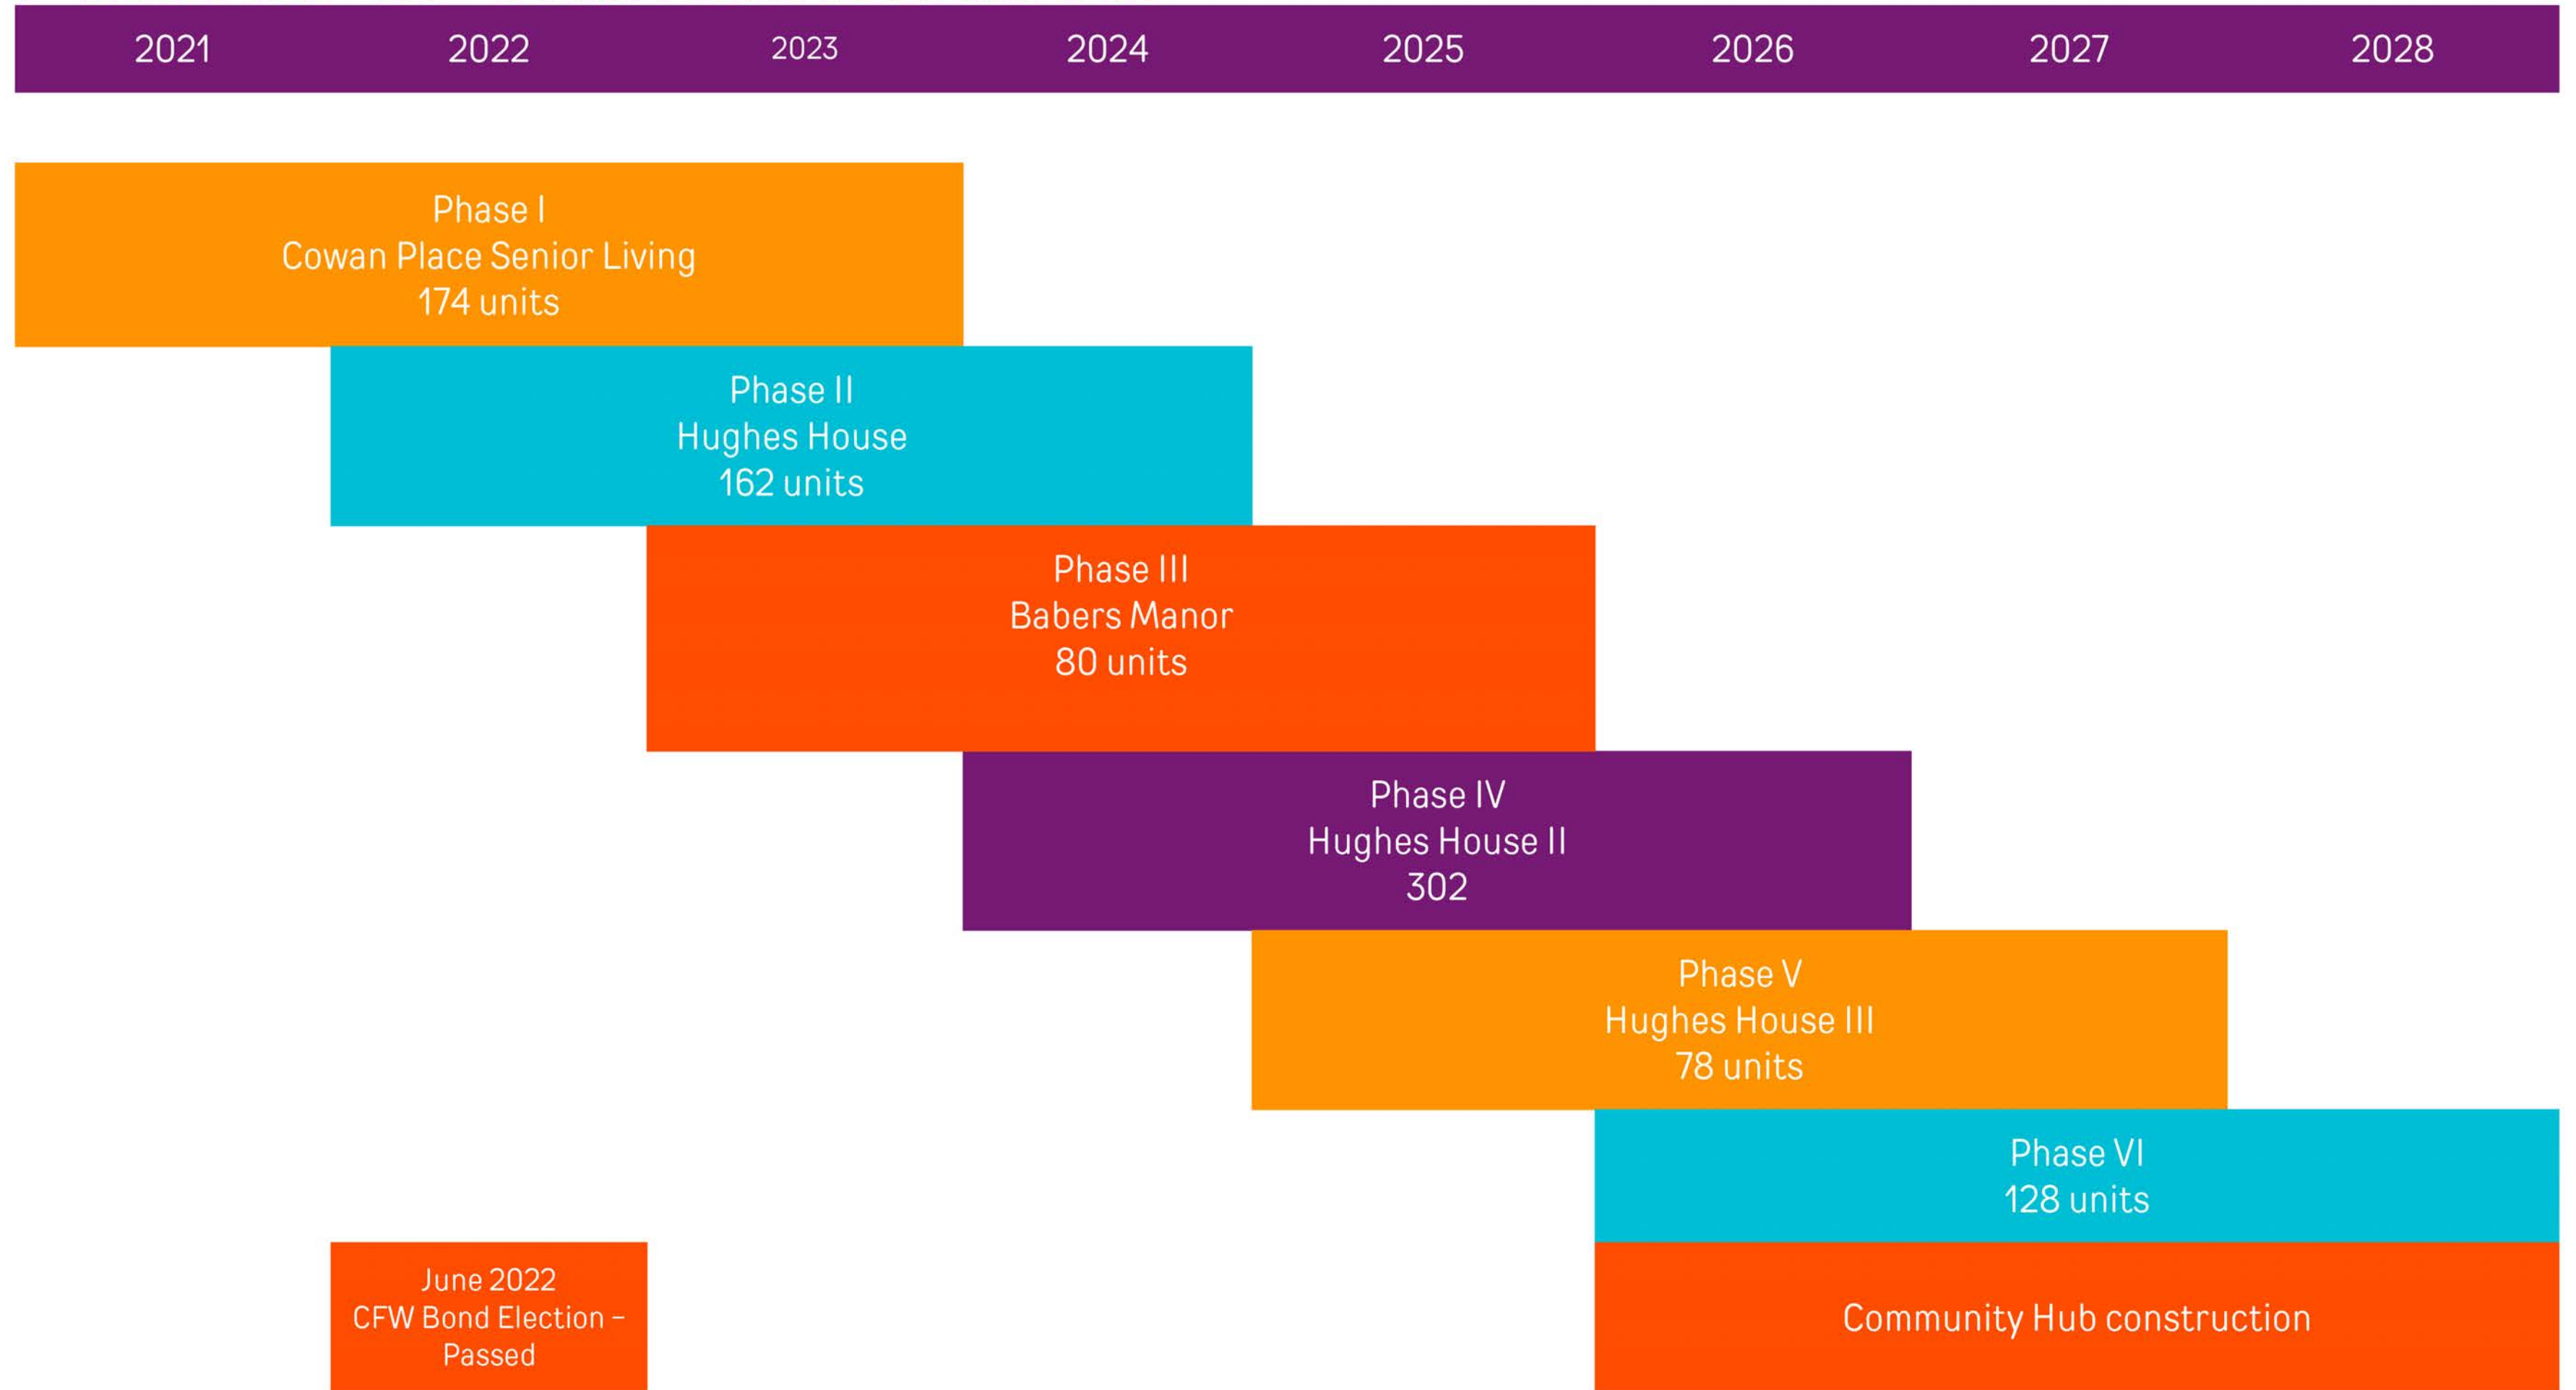 2021 2022 2023 2024 2025 2026 2027 2028
Phase I
Cowan Place Senior Living
174 units
Phase II
Hughes House
162 units
Phase III
Babers Manor
80 units
Phase IV
Hughes House II
302
Phase V
Hughes House III
78 units
Phase VI
128 units
June 2022
CFW Bond Election –
Passed
Community Hub construction